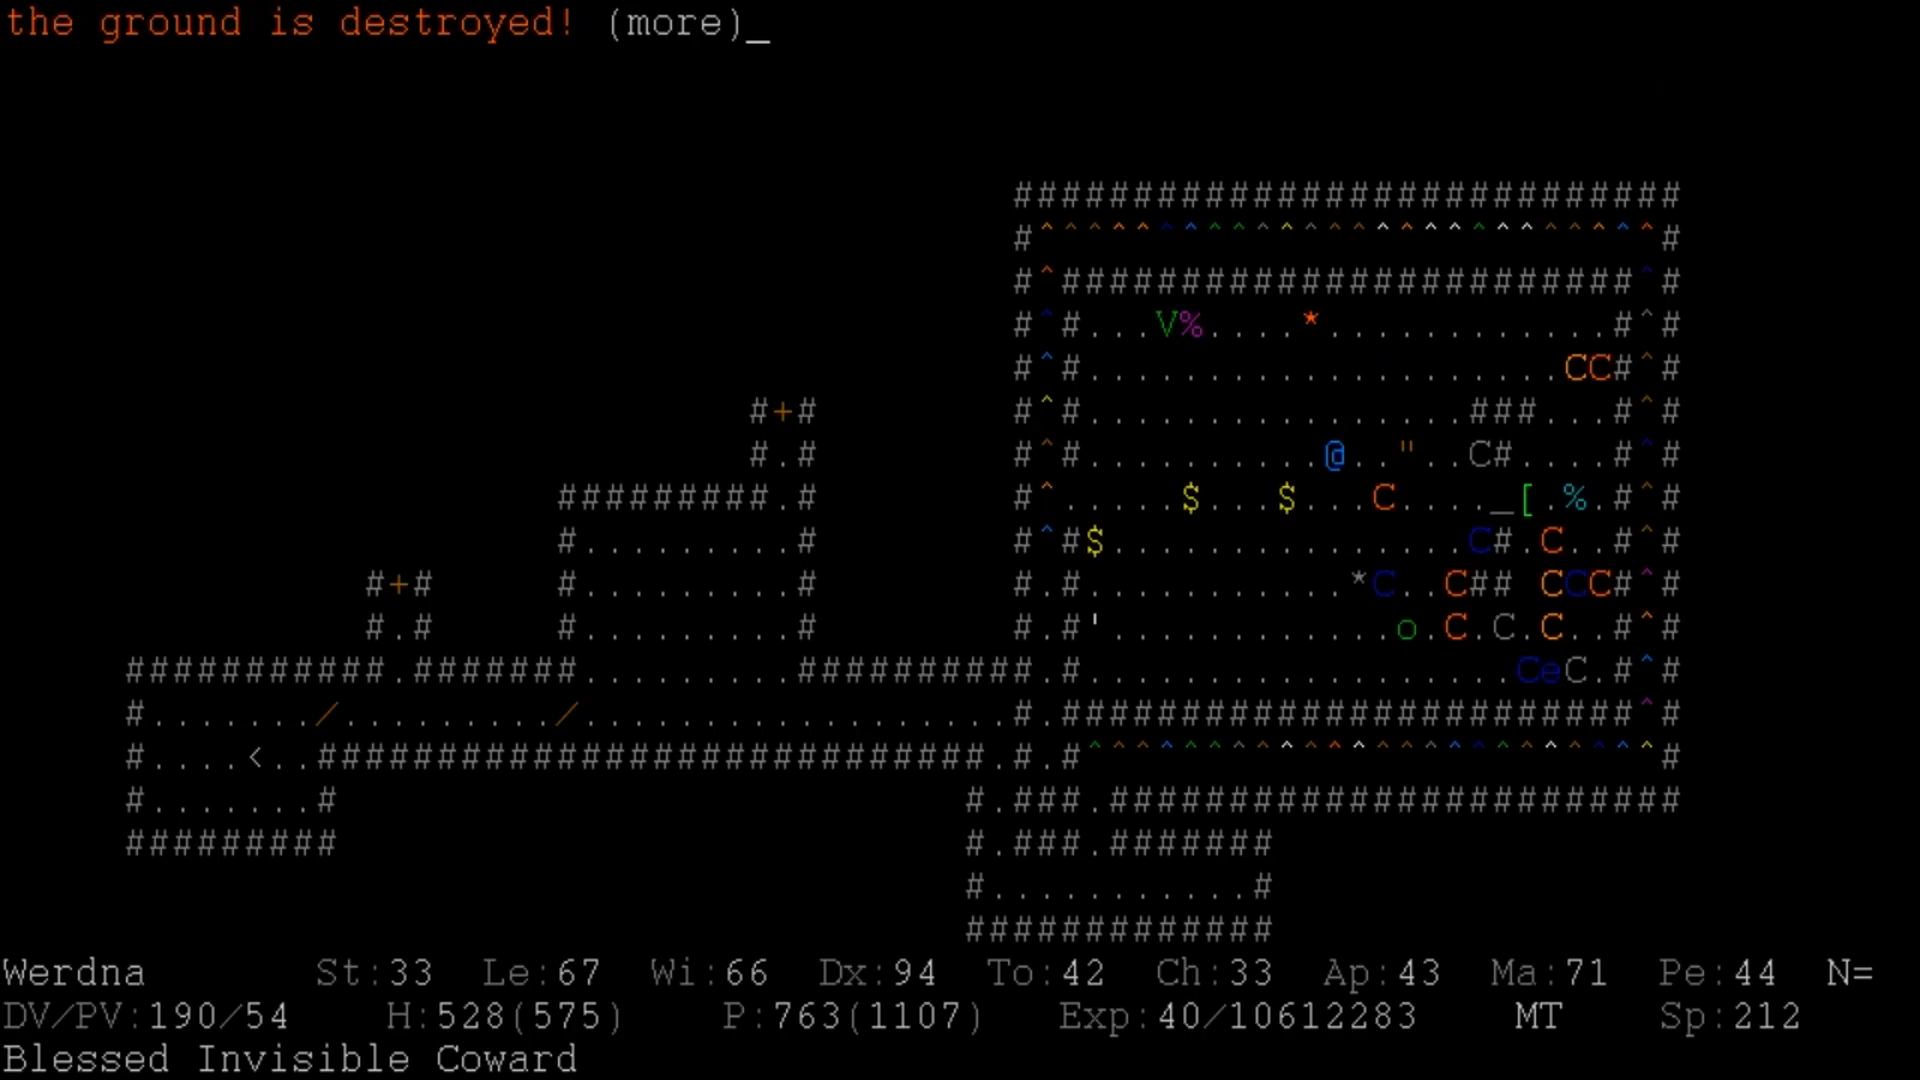 the ground is destroyed! (more)_
Werdna St:33 Le:67 Wi:66 Dx:94 To:42 Ch:33 Ap:43 Ma:71 Pe:44 N=
DV/PV:190/54 H:528(575) P:763(1107) Exp:40/10612283 MT Sp:212
Blessed Invisible Coward